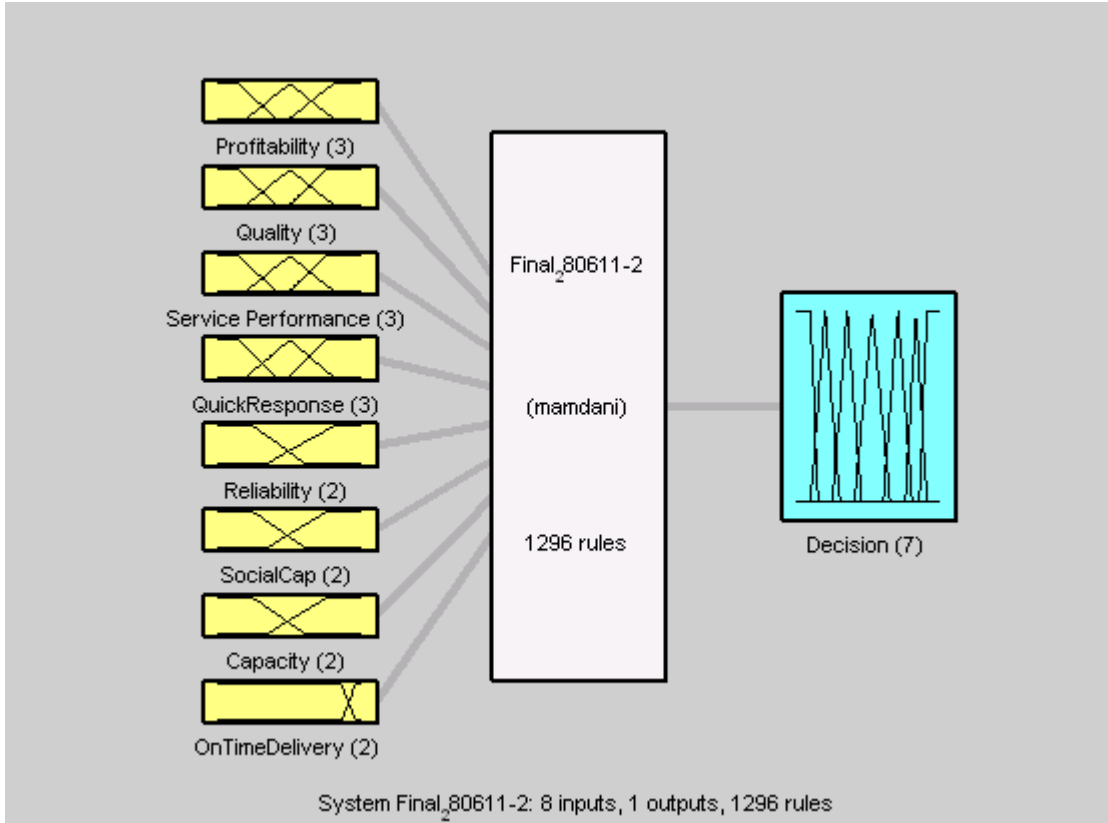 Profitability (3)
Quality (3)
Service Performance (3)
QuickResponse (3)
Reliability (2)
SocialCap (2)
Capacity (2)
OnTimeDelivery (2)
Final₂80611-2
(mamdani)
1296 rules
Decision (7)
System Final₂80611-2: 8 inputs, 1 outputs, 1296 rules